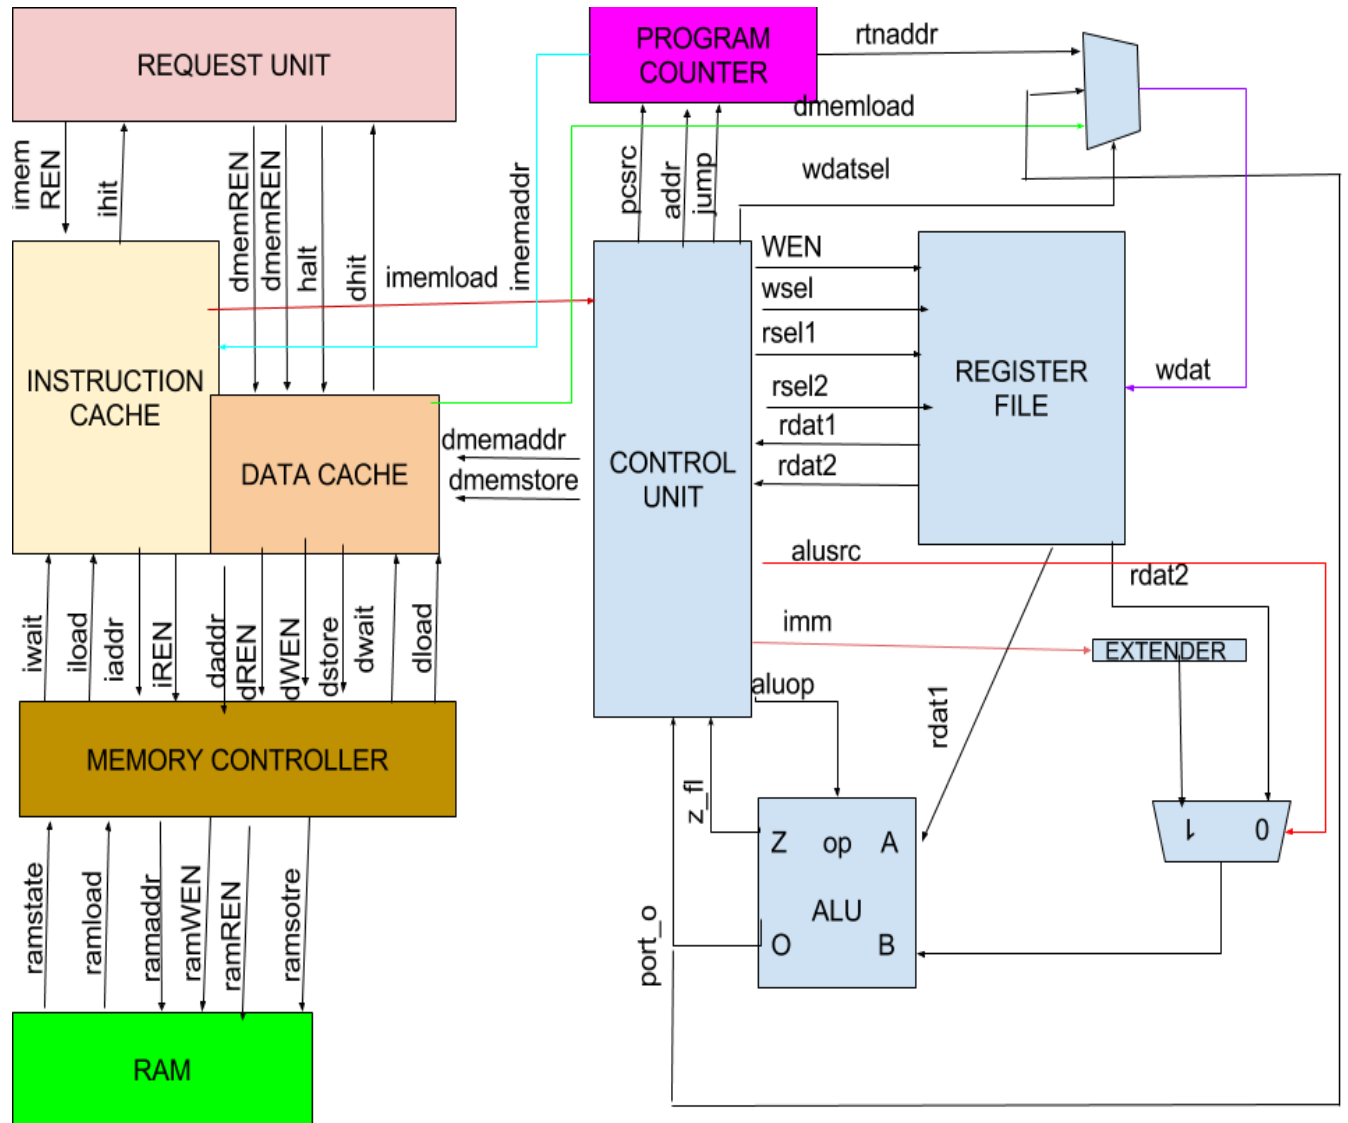 REQUEST UNIT
PROGRAM
COUNTER
rtnaddr
dmemload
wdatsel
imem
REN
ihit
dmemREN
dmemREN
halt
dhit
imemload
imemaddr
pcsrc
addr
jump
WEN
wsel
rsel1
rsel2
rdat1
rdat2
REGISTER
FILE
wdat
INSTRUCTION
CACHE
DATA CACHE
dmemaddr
dmemstore
CONTROL
UNIT
alusrc
rdat2
imm
EXTENDER
aluop
rdat1
iwait
iload
iaddr
iREN
daddr
dREN
dWEN
dstore
dwait
dload
MEMORY CONTROLLER
z_fl
Z op A
ALU
O B
port_o
1 0
ramstate
ramload
ramaddr
ramWEN
ramREN
ramsotre
RAM